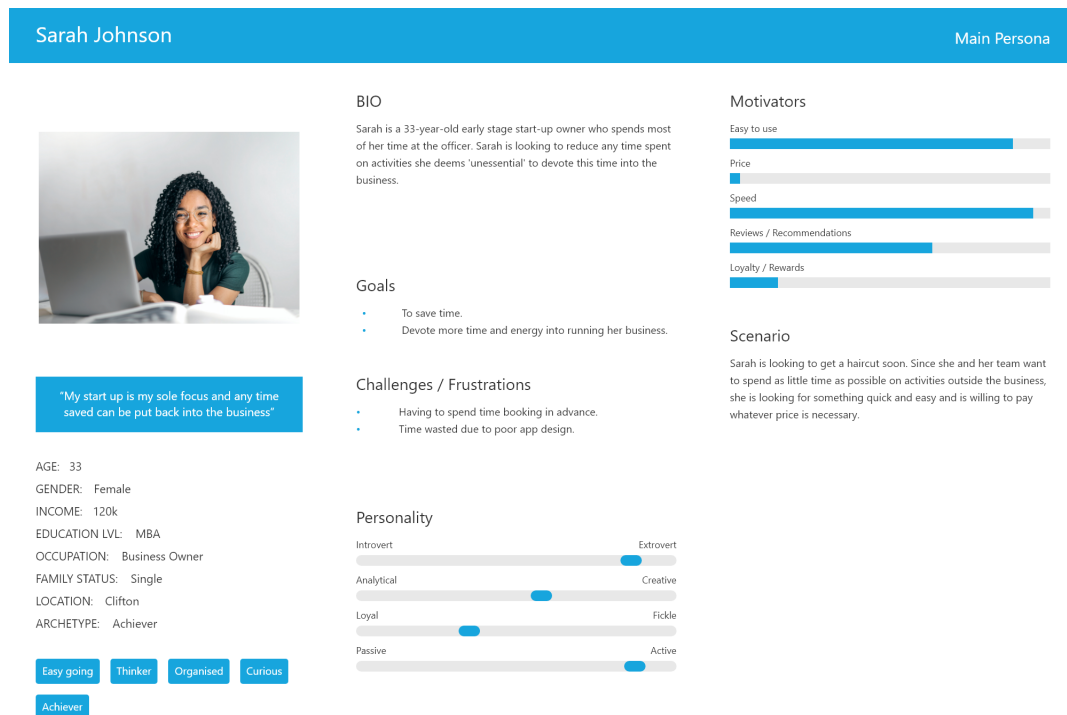 Sarah Johnson
Main Persona
"My start up is my sole focus and any time
saved can be put back into the business"
AGE: 33
GENDER: Female
INCOME: 120k
EDUCATION LVL: MBA
OCCUPATION: Business Owner
FAMILY STATUS: Single
LOCATION: Clifton
ARCHETYPE: Achiever
Easy going
Thinker
Organised
Curious
Achiever
BIO
Sarah is a 33-year-old early stage start-up owner who spends most
of her time at the officer. Sarah is looking to reduce any time spent
on activities she deems 'unessential' to devote this time into the
business.
Goals
• To save time.
• Devote more time and energy into running her business.
Challenges / Frustrations
• Having to spend time booking in advance.
• Time wasted due to poor app design.
Personality
Introvert Extrovert
Analytical Creative
Loyal Fickle
Passive Active
Motivators
Easy to use
Price
Speed
Reviews / Recommendations
Loyalty / Rewards
Scenario
Sarah is looking to get a haircut soon. Since she and her team want
to spend as little time as possible on activities outside the business,
she is looking for something quick and easy and is willing to pay
whatever price is necessary.